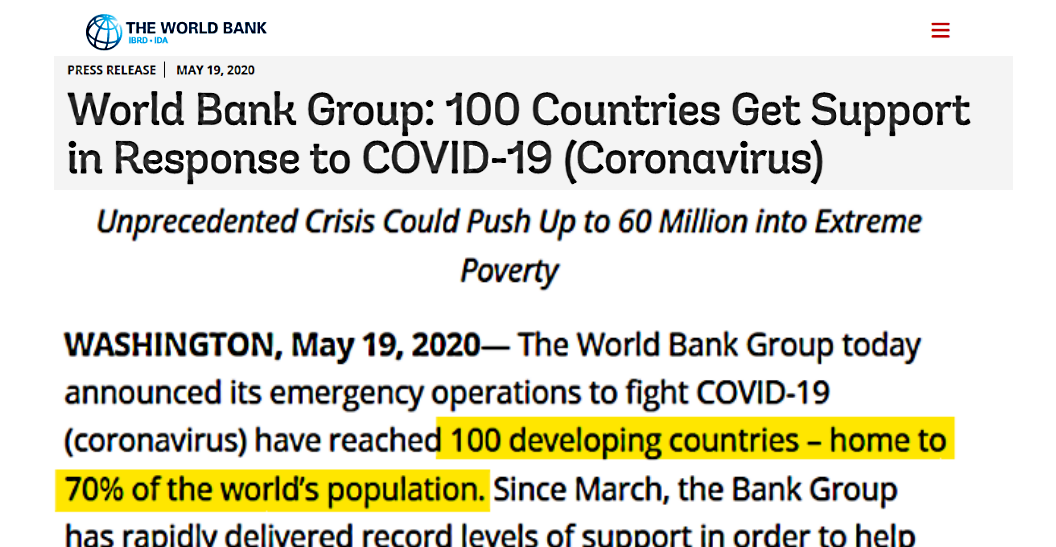 THE WORLD BANK
IBRD • IDA
PRESS RELEASE | MAY 19, 2020
World Bank Group: 100 Countries Get Support
in Response to COVID-19 (Coronavirus)
Unprecedented Crisis Could Push Up to 60 Million into Extreme
Poverty
WASHINGTON, May 19, 2020— The World Bank Group today
announced its emergency operations to fight COVID-19
(coronavirus) have reached 100 developing countries – home to
70% of the world’s population. Since March, the Bank Group
has rapidly delivered record levels of support in order to help